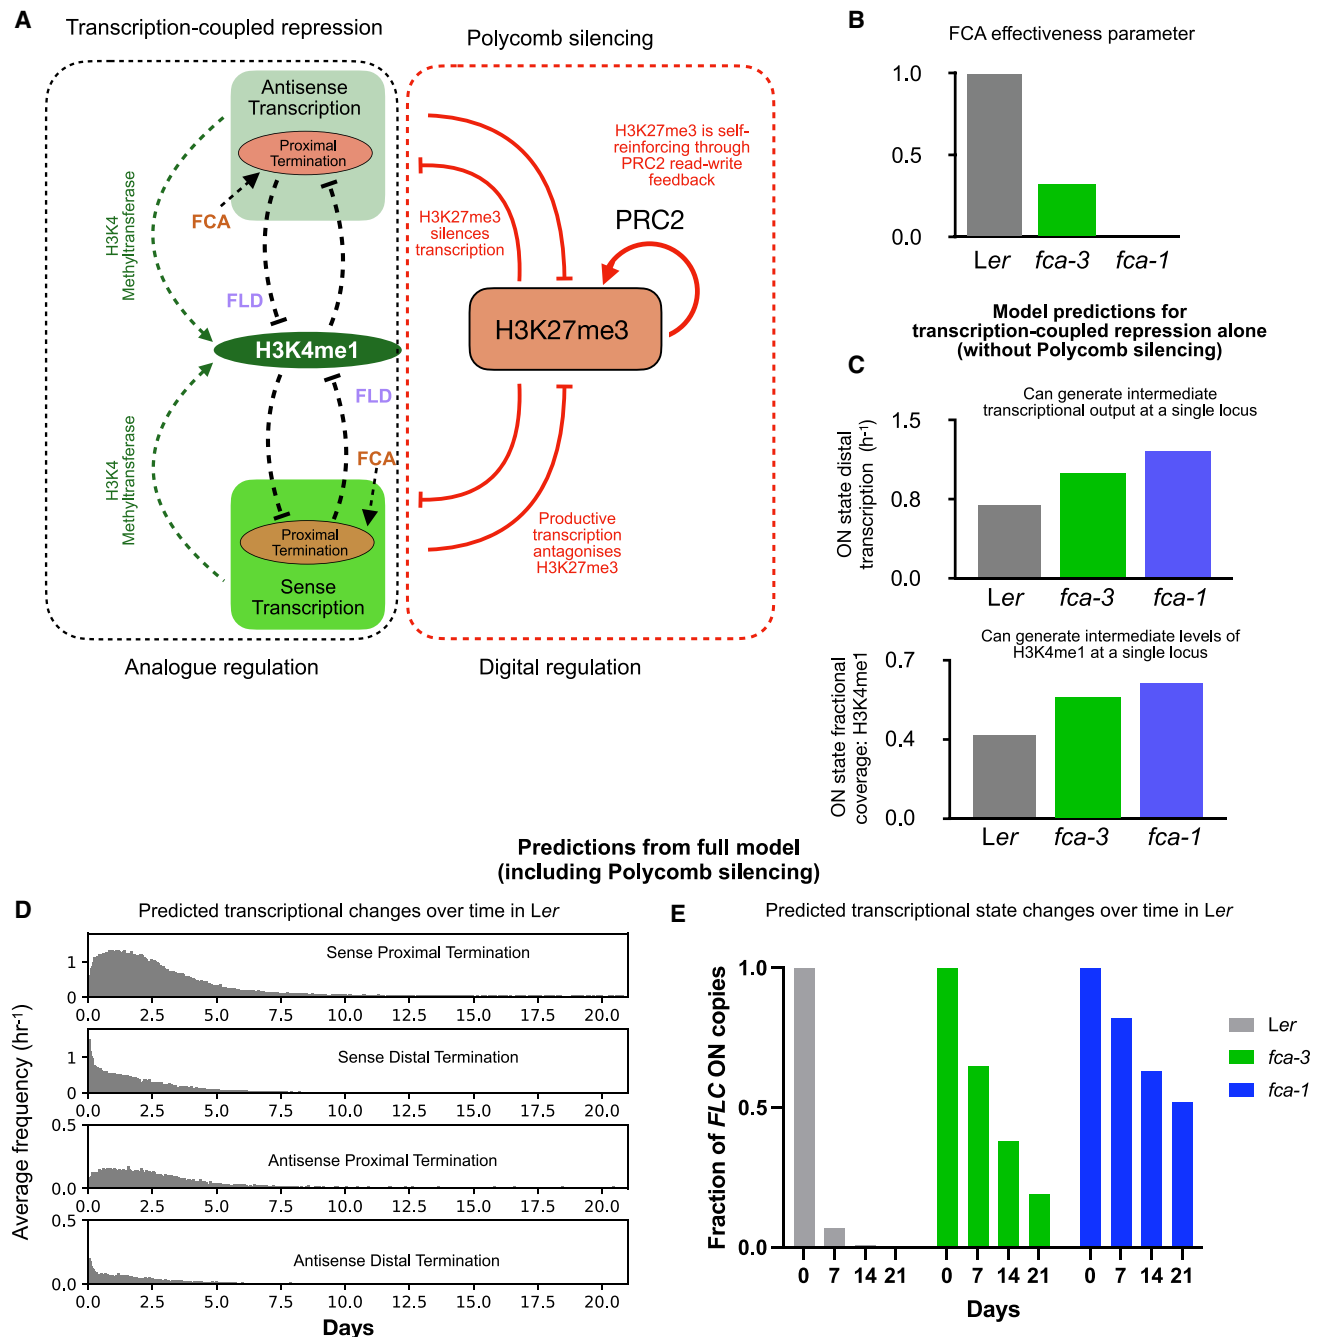 A
Transcription-coupled repression
Polycomb silencing
Antisense
Transcription
Proximal
Termination
FCA
H3K4
Methyltransferase
FLD
H3K4me1
FLD
H3K4
Methyltransferase
FCA
Proximal
Termination
Sense
Transcription
H3K27me3 is self-
reinforcing through
PRC2 read-write
feedback
PRC2
H3K27me3
silences
transcription
H3K27me3
Productive
transcription
antagonises
H3K27me3
Analogue regulation
Digital regulation
B
FCA effectiveness parameter
1.0
0.5
0.0
Ler
fca-3
fca-1
Model predictions for
transcription-coupled repression alone
(without Polycomb silencing)
C
Can generate intermediate
transcriptional output at a single locus
ON state distal
transcription (h-1)
1.5
0.8
0.0
Ler
fca-3
fca-1
Can generate intermediate levels of
H3K4me1 at a single locus
ON state fractional
coverage: H3K4me1
0.7
0.4
0.0
Ler
fca-3
fca-1
Predictions from full model
(including Polycomb silencing)
D
Predicted transcriptional changes over time in Ler
Average frequency (hr-1)
Sense Proximal Termination
1
0
0.0 2.5 5.0 7.5 10.0 12.5 15.0 17.5 20.0
Sense Distal Termination
1
0
0.0 2.5 5.0 7.5 10.0 12.5 15.0 17.5 20.0
0.5
Antisense Proximal Termination
0.0
0.0 2.5 5.0 7.5 10.0 12.5 15.0 17.5 20.0
0.5
Antisense Distal Termination
0.0
0.0 2.5 5.0 7.5 10.0 12.5 15.0 17.5 20.0
Days
E
Predicted transcriptional state changes over time in Ler
Fraction of FLC ON copies
1.0
0.5
0.0
0 7 14 21
0 7 14 21
0 7 14 21
Days
Ler
fca-3
fca-1